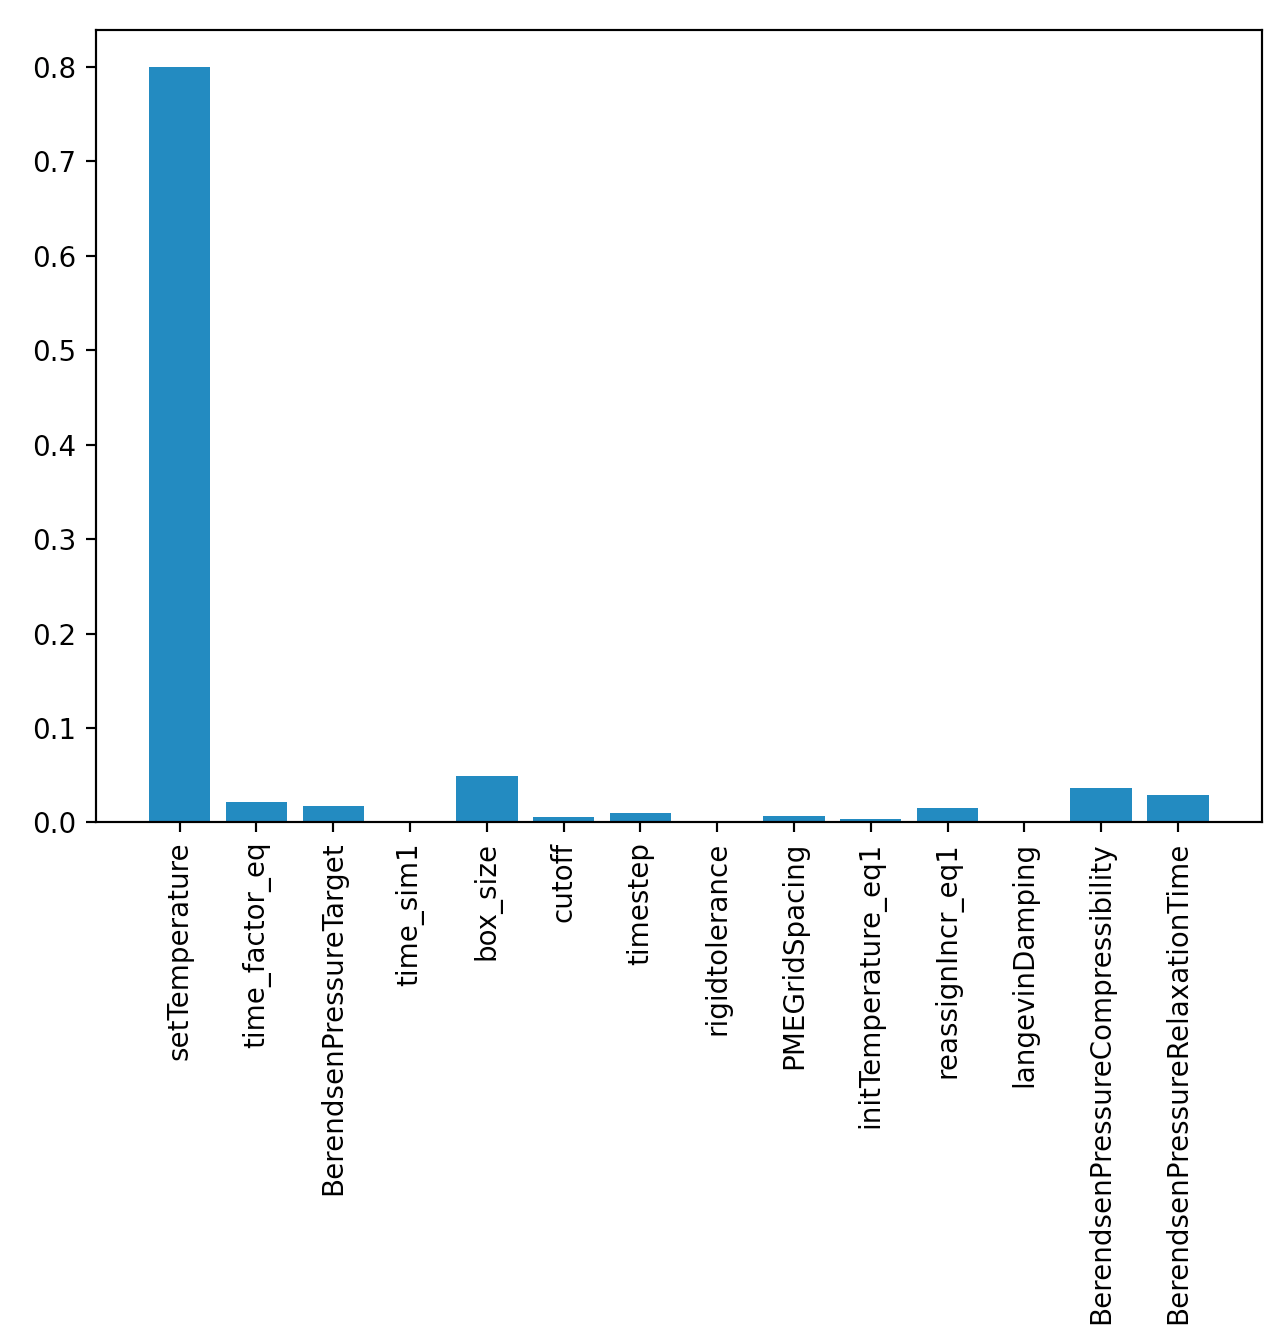 0.8
0.7
0.6
0.5
0.4
0.3
0.2
0.1
0.0
setTemperature
time_factor_eq
BerendsenPressureTarget
time_sim1
box_size
cutoff
timestep
rigidtolerance
PMEGridSpacing
initTemperature_eq1
reassignIncr_eq1
langevinDamping
BerendsenPressureCompressibility
BerendsenPressureRelaxationTime